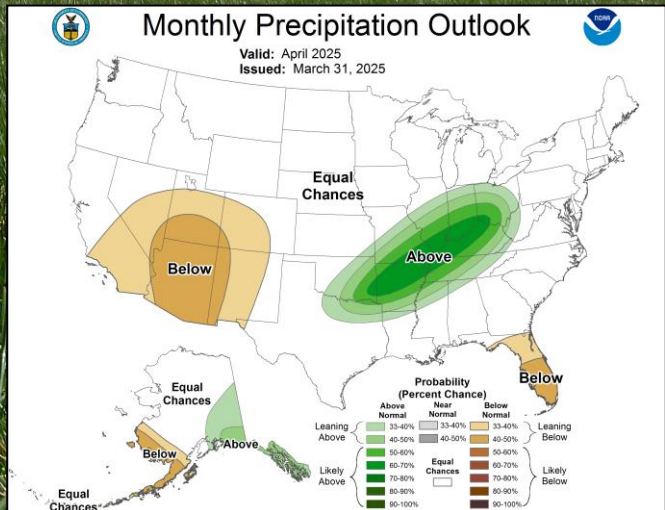 Monthly Precipitation Outlook
NOAA
Valid: April 2025
Issued: March 31, 2025
Equal
Chances
Above
Below
Below
Equal
Chances
Above
Below
Equal
Chances
Probability
(Percent Chance)
Above Normal
Near Normal
Below Normal
Leaning Above
33-40%
33-40%
33-40%
Leaning Below
40-50%
40-50%
40-50%
Likely Above
50-60%
50-60%
Likely Below
60-70%
Equal Chances
60-70%
70-80%
70-80%
80-90%
80-90%
90-100%
90-100%